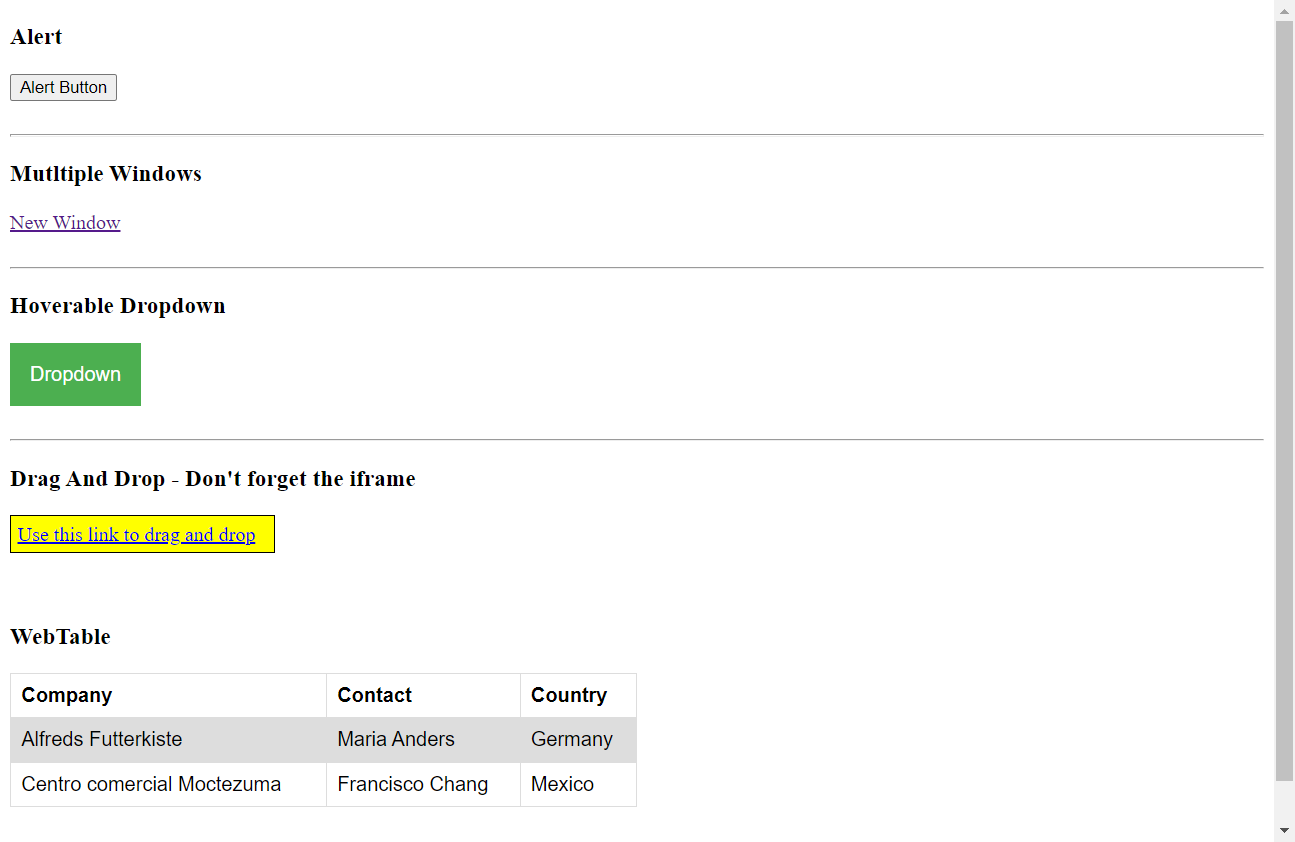 Alert
Alert Button
Mutltiple Windows
New Window
Hoverable Dropdown
Dropdown
Drag And Drop - Don't forget the iframe
Use this link to drag and drop
WebTable
Company Contact Country
Alfreds Futterkiste Maria Anders Germany
Centro comercial Moctezuma Francisco Chang Mexico